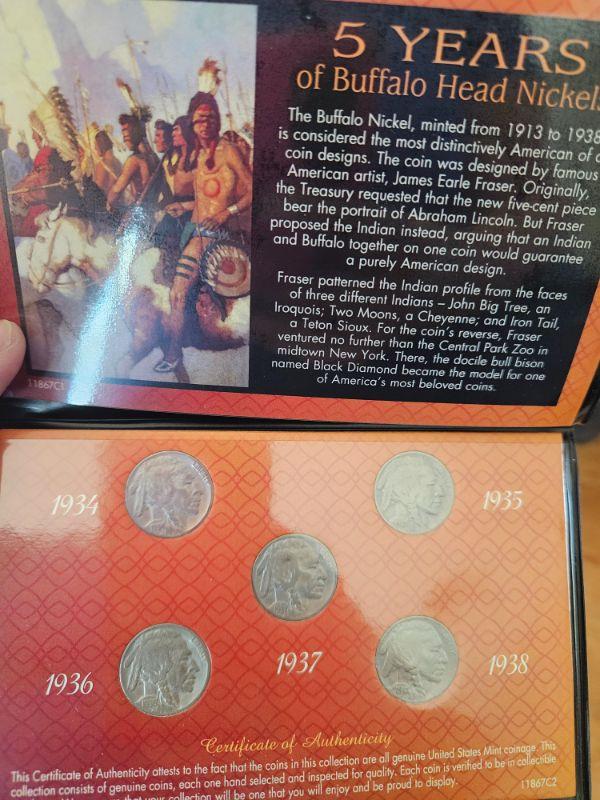 5 YEARS
of Buffalo Head Nickels
The Buffalo Nickel, minted from 1913 to 1938
is considered the most distinctively American of
coin designs. The coin was designed by famous
American artist, James Earle Fraser. Originally,
the Treasury requested that the new five-cent piece
bear the portrait of Abraham Lincoln. But Fraser
proposed the Indian instead, arguing that an Indian
and Buffalo together on one coin would guarantee
a purely American design.
Fraser patterned the Indian profile from the faces
of three different Indians – John Big Tree, an
Iroquois; Two Moons, a Cheyenne; and Iron Tail,
a Teton Sioux. For the coin's reverse, Fraser
ventured no further than the Central Park Zoo in
midtown New York. There, the docile bull bison
named Black Diamond became the model for one
of America's most beloved coins.
11867C1
1934
1935
1937
1936
1938
Certificate of Authenticity
This Certificate of Authenticity attests to the fact that the coins in this collection are all genuine United States Mint coinage. This
collection consists of genuine coins, each one hand selected and inspected for quality. Each coin is verified to be in collectible
that your collection will be one that you will enjoy and be proud to display.
11867C2